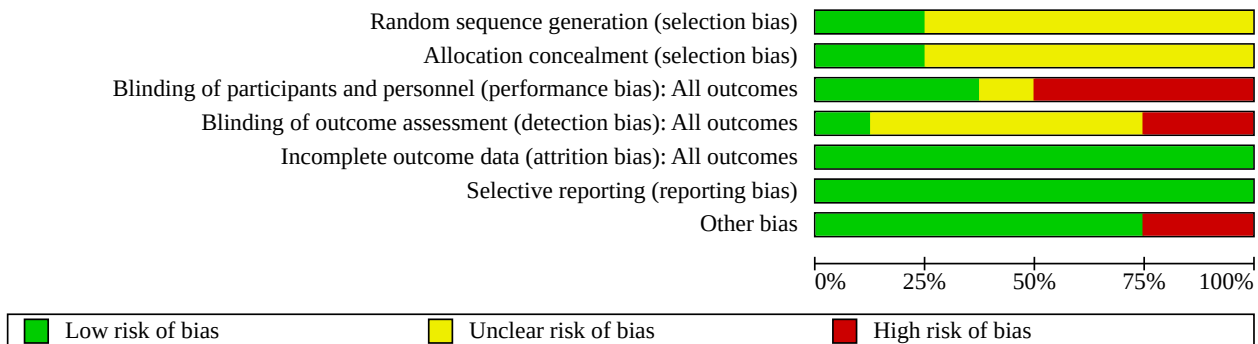 Random sequence generation (selection bias)
Allocation concealment (selection bias)
Blinding of participants and personnel (performance bias): All outcomes
Blinding of outcome assessment (detection bias): All outcomes
Incomplete outcome data (attrition bias): All outcomes
Selective reporting (reporting bias)
Other bias
0% 25% 50% 75% 100%
Low risk of bias Unclear risk of bias High risk of bias